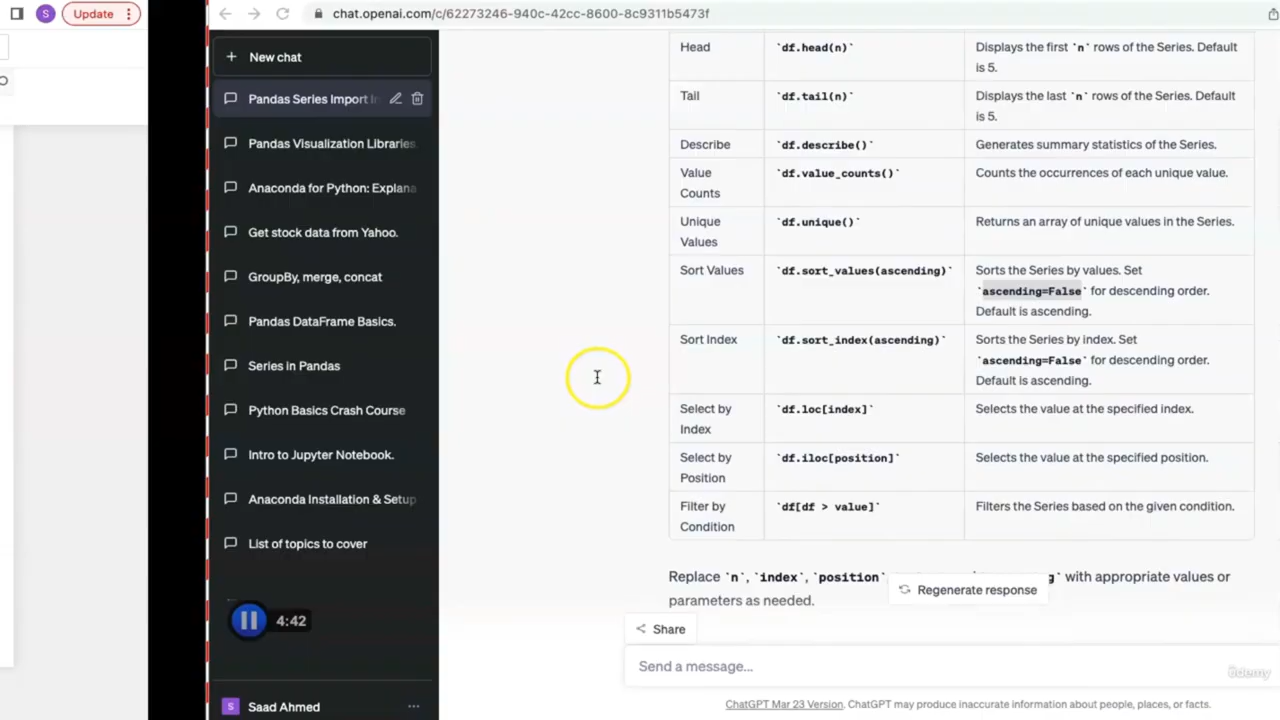 S
Update
chat.openai.com/c/62273246-940c-42cc-8600-8c9311b5473f
+ New chat
Pandas Series Import In
Pandas Visualization Libraries
Anaconda for Python: Explana
Get stock data from Yahoo.
GroupBy, merge, concat
Pandas DataFrame Basics.
Series in Pandas
Python Basics Crash Course
Intro to Jupyter Notebook.
Anaconda Installation & Setup
List of topics to cover
4:42
S Saad Ahmed ...
Head
`df.head(n)`
Displays the first `n` rows of the Series. Default
is 5.
Tail
`df.tail(n)`
Displays the last `n` rows of the Series. Default
is 5.
Describe
`df.describe()`
Generates summary statistics of the Series.
Value
Counts
`df.value_counts()`
Counts the occurrences of each unique value.
Unique
Values
`df.unique()`
Returns an array of unique values in the Series.
Sort Values
`df.sort_values(ascending)`
Sorts the Series by values. Set
`ascending=False` for descending order.
Default is ascending.
Sort Index
`df.sort_index(ascending)`
Sorts the Series by index. Set
`ascending=False` for descending order.
Default is ascending.
Select by
Index
`df.loc[index]`
Selects the value at the specified index.
Select by
Position
`df.iloc[position]`
Selects the value at the specified position.
Filter by
Condition
`df[df > value]`
Filters the Series based on the given condition.
Replace `n`, `index`, `position` g` with appropriate values or
parameters as needed.
Regenerate response
Share
Send a message...
ûdemy
ChatGPT Mar 23 Version. ChatGPT may produce inaccurate information about people, places, or facts.